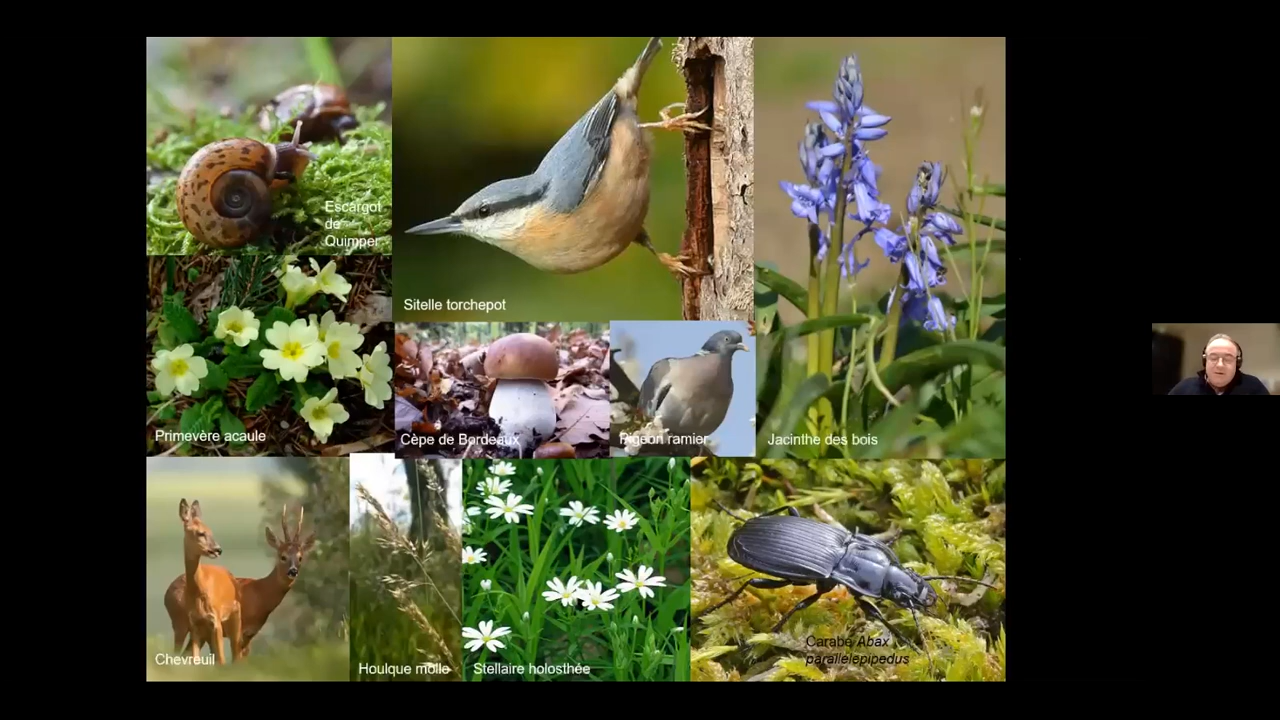 Escargot
de
Quimper
Sitelle torchepot
Primevère acaule
Cèpe de Bordeaux
Pigeon ramier
Jacinthe des bois
Chevreuil
Houlque molle
Stellaire holosthée
Carabe Abax
parallelepipedus